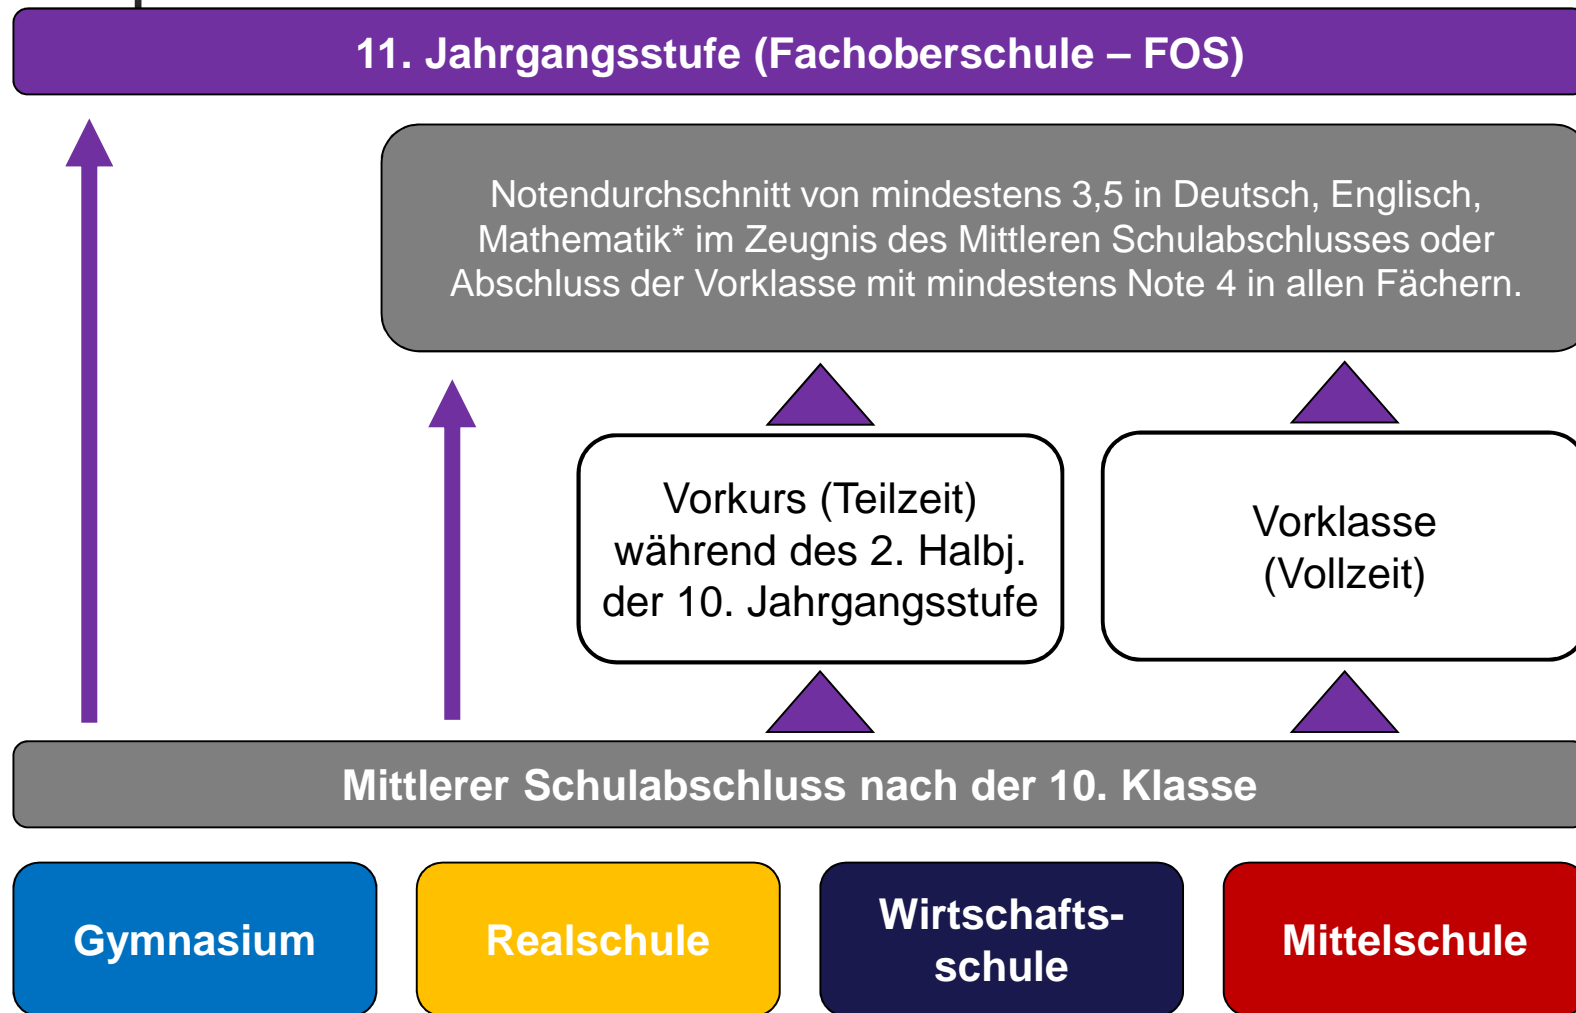 11. Jahrgangsstufe (Fachoberschule – FOS)
Notendurchschnitt von mindestens 3,5 in Deutsch, Englisch,
Mathematik* im Zeugnis des Mittleren Schulabschlusses oder
Abschluss der Vorklasse mit mindestens Note 4 in allen Fächern.
Vorkurs (Teilzeit)
während des 2. Halbj.
der 10. Jahrgangsstufe
Vorklasse
(Vollzeit)
Mittlerer Schulabschluss nach der 10. Klasse
Gymnasium
Realschule
Wirtschafts-
schule
Mittelschule